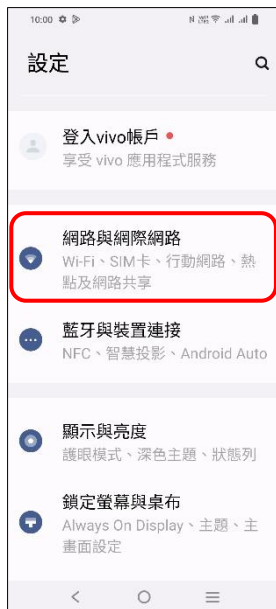 10:00
設定
登入vivo帳戶
享受 vivo 應用程式服務
網路與網際網路
Wi-Fi、SIM卡、行動網路、熱
點及網路共享
藍牙與裝置連接
NFC、智慧投影、Android Auto
顯示與亮度
護眼模式、深色主題、狀態列
鎖定螢幕與桌布
Always On Display、主題、主
畫面設定